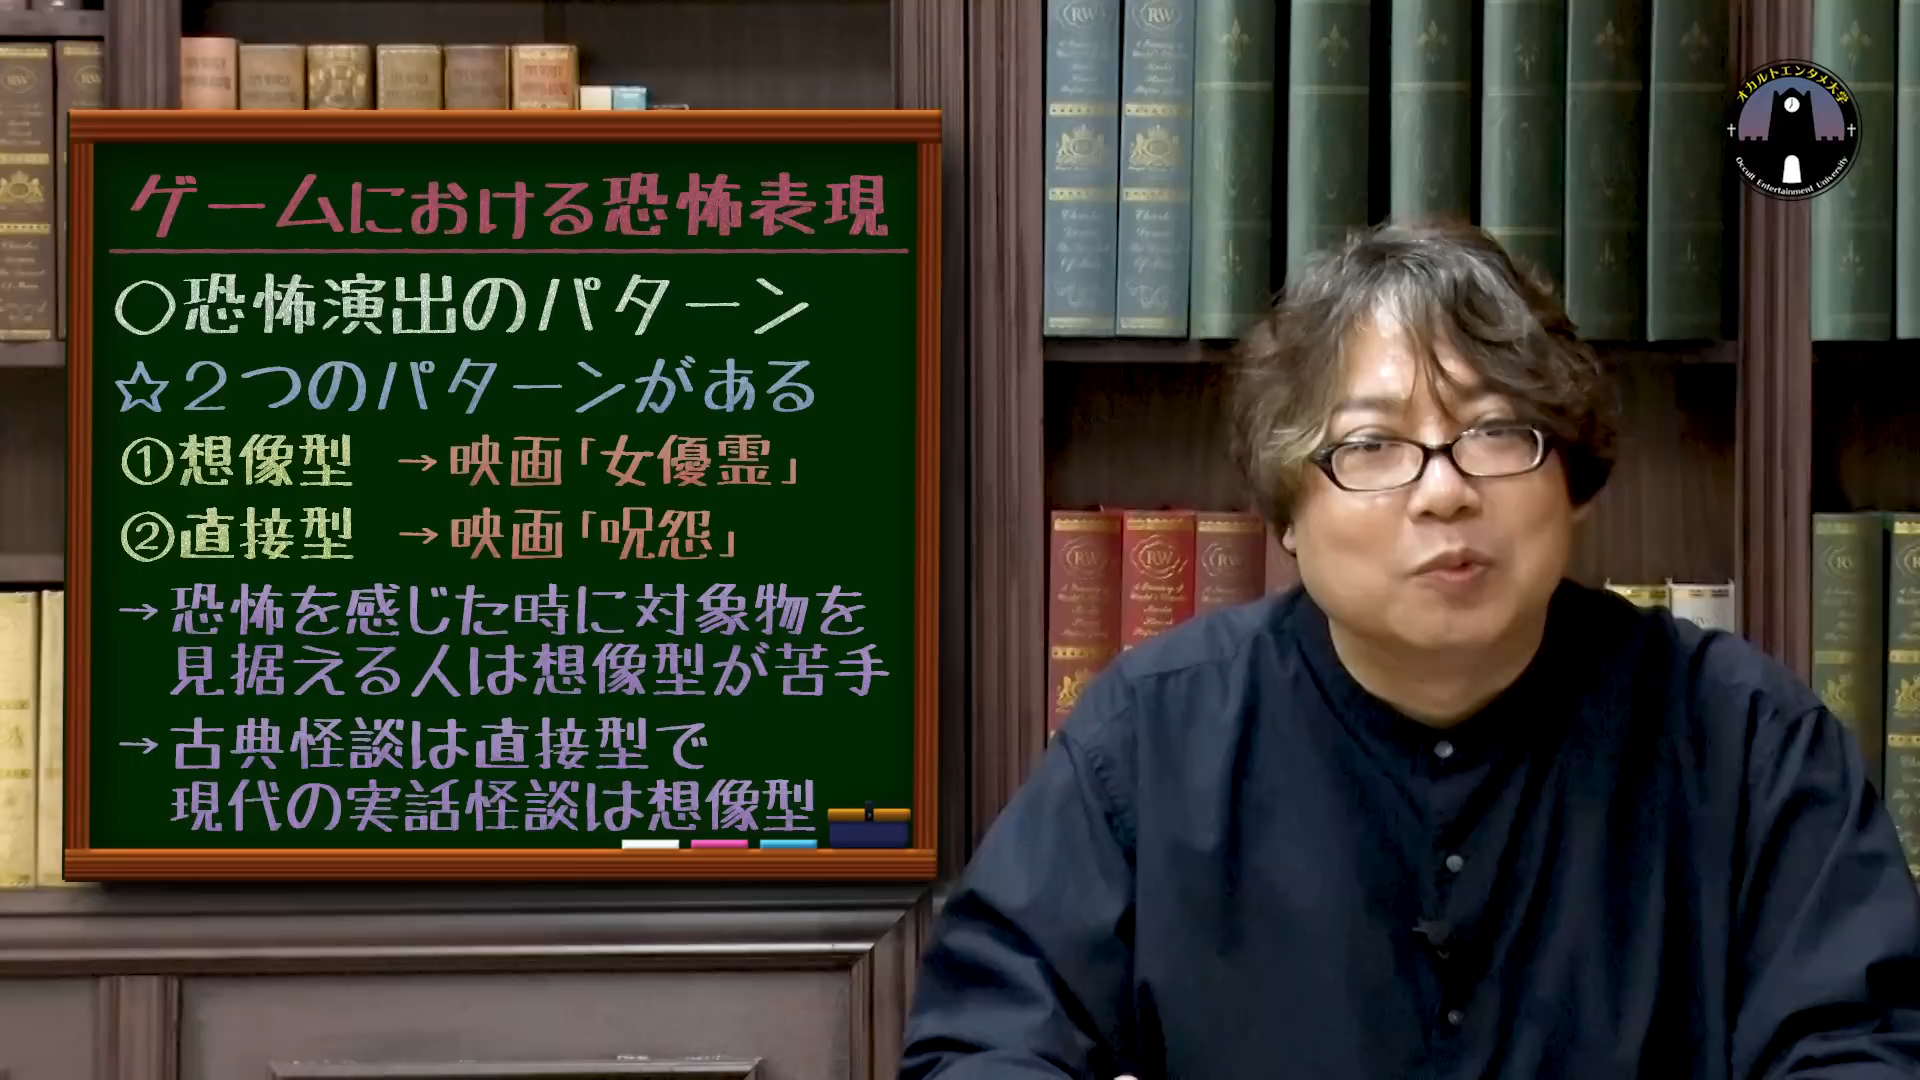 ゲームにおける恐怖表現
○恐怖演出のパターン
☆２つのパターンがある
①想像型 →映画「女優霊」
②直接型 →映画「呪怨」
→恐怖を感じた時に対象物を
見据える人は想像型が苦手
→古典怪談は直接型で
現代の実話怪談は想像型
オカルトエンタメ大学
Occult Entertainment University
RW
RW
RW
RW
RW